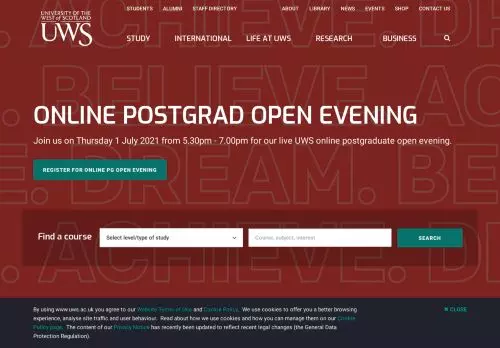 STUDENTS ALUMNI STAFF DIRECTORY ABOUT LIBRARY NEWS EVENTS SHOP CONTACT US
UNIVERSITY OF THE
WEST OF SCOTLAND
UWS
STUDY INTERNATIONAL LIFE AT UWS RESEARCH BUSINESS
ACHIEVE. DRE
. BELIEVE. AC
ONLINE POSTGRAD OPEN EVENING
Join us on Thursday 1 July 2021 from 5.30pm - 7.00pm for our live UWS online postgraduate open evening.
REGISTER FOR ONLINE PG OPEN EVENING
E. DREAM. BE
Find a course Select level/type of study Course, subject, interest SEARCH
. ACHIEVE. D
By using www.uws.ac.uk you agree to our Website Terms of Use and Cookie Policy. We use cookies to offer you a better browsing
experience, analyse site traffic and user behaviour. Read about how we use cookies and how you can manage them on our Cookie
Policy page. The content of our Privacy Notice has recently been updated to reflect recent legal changes (the General Data
Protection Regulation).
× CLOSE